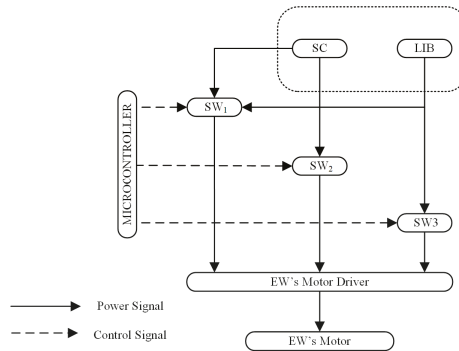 SC
LIB
MICROCONTROLLER
SW₁
SW₂
SW3
EW's Motor Driver
Power Signal
Control Signal
EW's Motor